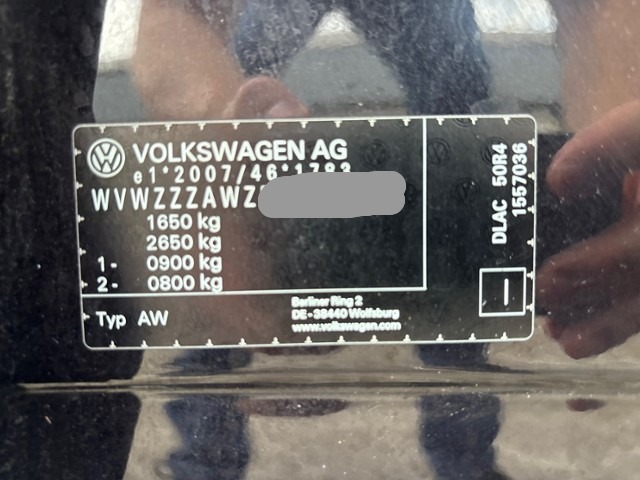 VOLKSWAGEN AG
e1*2007/46*1783
WVWZZZAWZ
1650 kg
2650 kg
1- 0900 kg
2- 0800 kg
Typ AW
Berliner Ring 2
DE-38440 Wolfsburg
www.volkswagen.com
DLAC 50R4
1557036
I